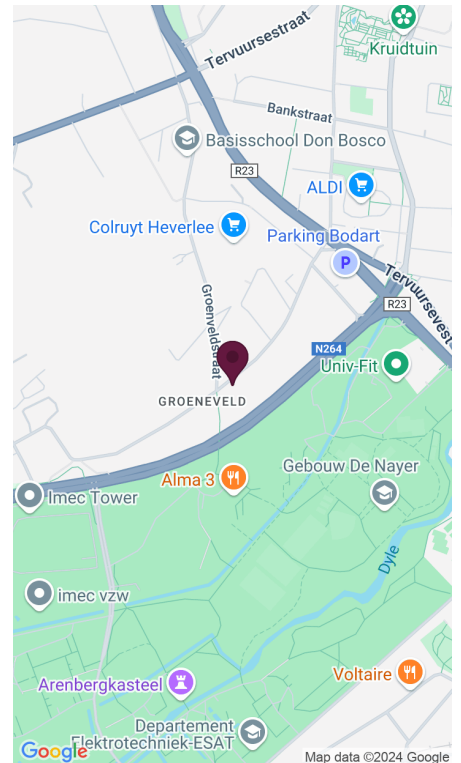 Kruidtuin
Tervuursestraat
Bankstraat
Basisschool Don Bosco
R23
ALDI
Colruyt Heverlee
Parking Bodart
P
Tervuursevest
R23
Groenveldstraat
N264
Univ-Fit
GROENEVELD
Alma 3
Gebouw De Nayer
Imec Tower
Dyle
imec vzw
Arenbergkasteel
Voltaire
Departement
Elektrotechniek-ESAT
Google
Map data ©2024 Google